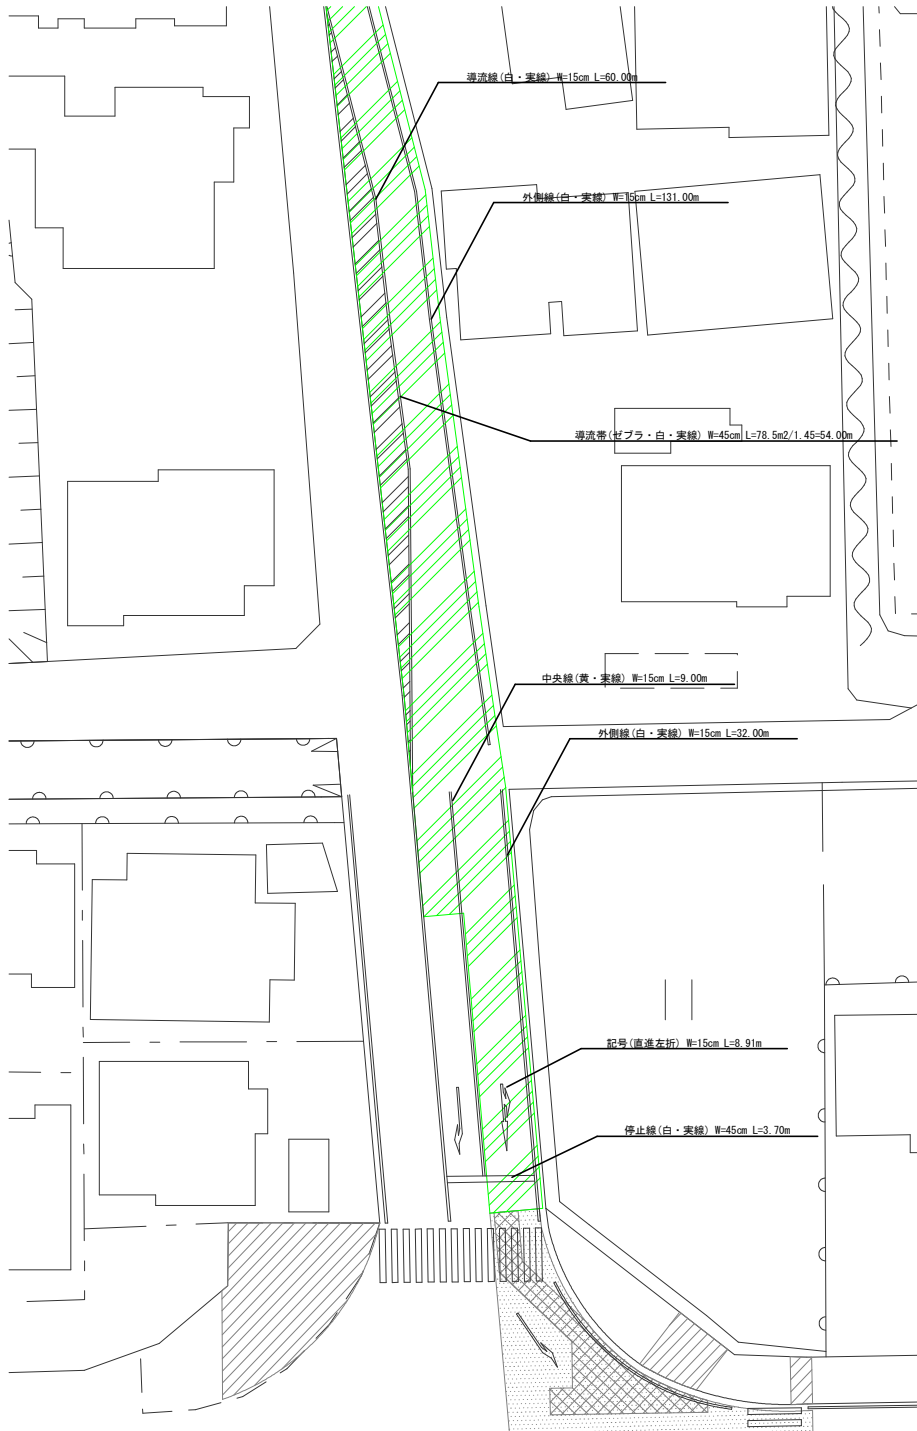 導流線(白・実線) W=15cm L=60.00m
外側線(白・実線) W=15cm L=131.00m
導流帯(ゼブラ・白・実線) W=45cm L=78.5m2/1.45=54.00m
中央線(黄・実線) W=15cm L=9.00m
外側線(白・実線) W=15cm L=32.00m
記号(直進左折) W=15cm L=8.91m
停止線(白・実線) W=45cm L=3.70m